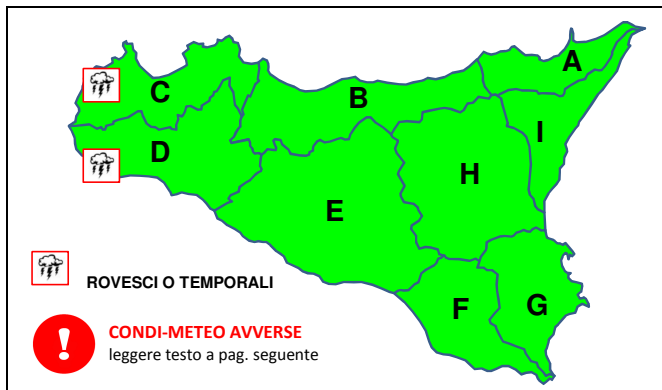 A
C
B
I
D
H
E
ROVESCI O TEMPORALI
F
G
!
CONDI-METEO AVVERSE
leggere testo a pag. seguente